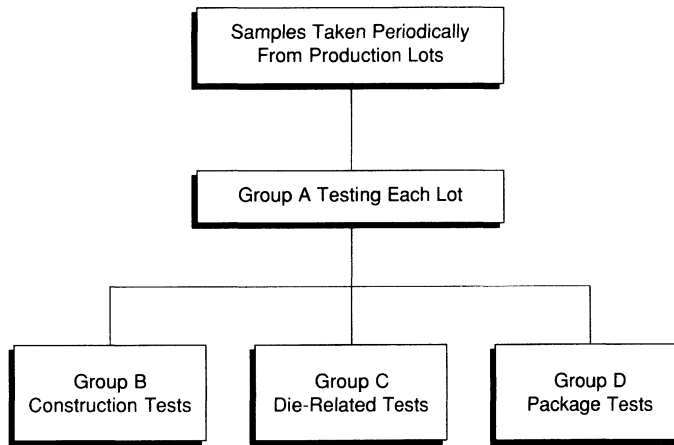 Samples Taken Periodically
From Production Lots
Group A Testing Each Lot
Group B
Construction Tests
Group C
Die-Related Tests
Group D
Package Tests